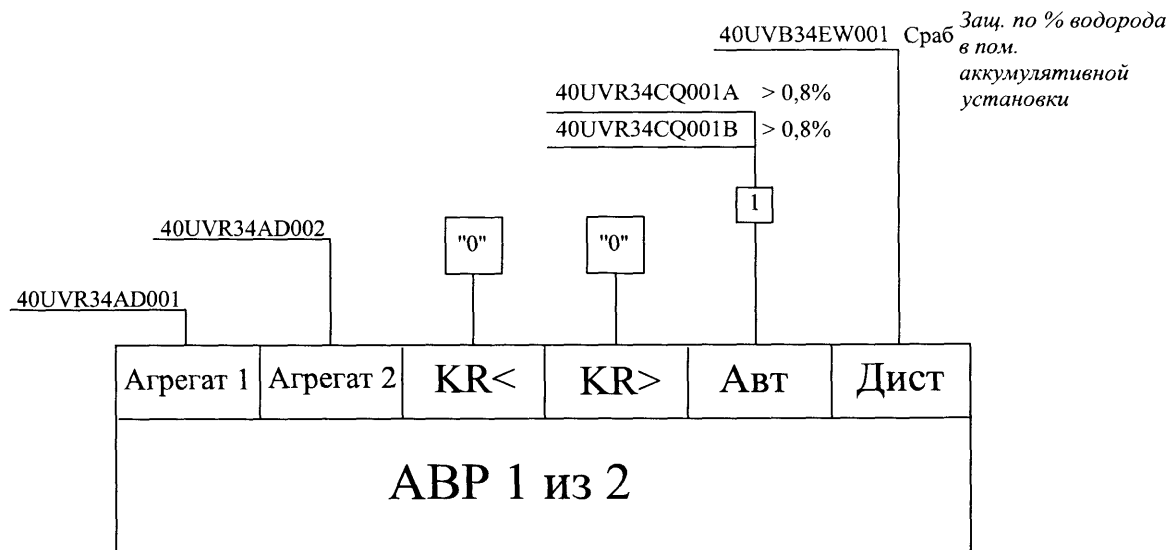 40UVB34EW001 Сраб
Защ. по % водорода
в пом.
аккумулятивной
установки
40UVR34CQ001A > 0,8%
40UVR34CQ001B > 0,8%
1
40UVR34AD002
"0"
"0"
40UVR34AD001
Агрегат 1
Агрегат 2
KR<
KR>
Авт
Дист
АВР 1 из 2